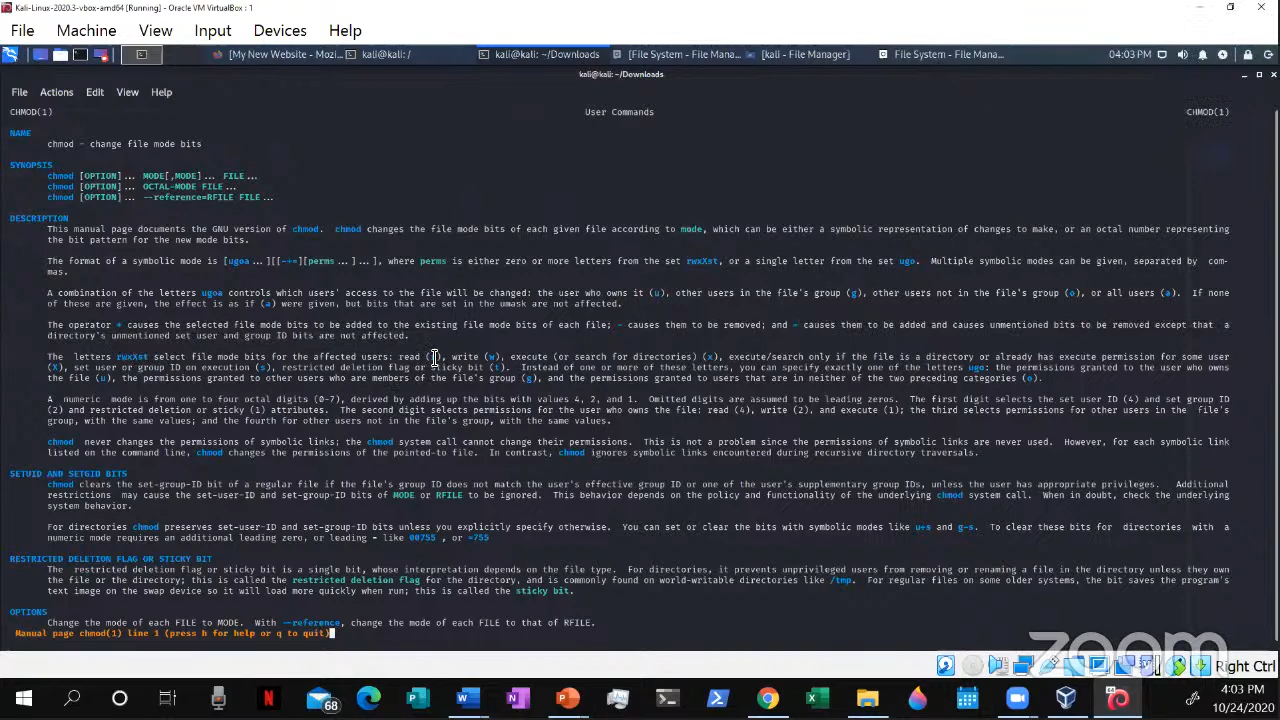 Kali-Linux-2020.3-vbox-amd64 [Running] - Oracle VM VirtualBox : 1
File Machine View Input Devices Help
[My New Website - Mozi... kali@kali: / kali@kali: ~/Downloads [File System - File Mana... [kali - File Manager] File System - File Mana... 04:03 PM
kali@kali: ~/Downloads
File Actions Edit View Help
CHMOD(1) User Commands CHMOD(1)
NAME
chmod - change file mode bits
SYNOPSIS
chmod [OPTION]... MODE[,MODE]... FILE...
chmod [OPTION]... OCTAL-MODE FILE...
chmod [OPTION]... --reference=RFILE FILE...
DESCRIPTION
This manual page documents the GNU version of chmod. chmod changes the file mode bits of each given file according to mode, which can be either a symbolic representation of changes to make, or an octal number representing
the bit pattern for the new mode bits.
The format of a symbolic mode is [ugoa...][[-+=][perms...]...], where perms is either zero or more letters from the set rwxXst, or a single letter from the set ugo. Multiple symbolic modes can be given, separated by com-
mas.
A combination of the letters ugoa controls which users' access to the file will be changed: the user who owns it (u), other users in the file's group (g), other users not in the file's group (o), or all users (a). If none
of these are given, the effect is as if (a) were given, but bits that are set in the umask are not affected.
The operator + causes the selected file mode bits to be added to the existing file mode bits of each file; - causes them to be removed; and = causes them to be added and causes unmentioned bits to be removed except that a
directory's unmentioned set user and group ID bits are not affected.
The letters rwxXst select file mode bits for the affected users: read ( ), write (w), execute (or search for directories) (x), execute/search only if the file is a directory or already has execute permission for some user
(X), set user or group ID on execution (s), restricted deletion flag or sticky bit (t). Instead of one or more of these letters, you can specify exactly one of the letters ugo: the permissions granted to the user who owns
the file (u), the permissions granted to other users who are members of the file's group (g), and the permissions granted to users that are in neither of the two preceding categories (o).
A numeric mode is from one to four octal digits (0-7), derived by adding up the bits with values 4, 2, and 1. Omitted digits are assumed to be leading zeros. The first digit selects the set user ID (4) and set group ID
(2) and restricted deletion or sticky (1) attributes. The second digit selects permissions for the user who owns the file: read (4), write (2), and execute (1); the third selects permissions for other users in the file's
group, with the same values; and the fourth for other users not in the file's group, with the same values.
chmod never changes the permissions of symbolic links; the chmod system call cannot change their permissions. This is not a problem since the permissions of symbolic links are never used. However, for each symbolic link
listed on the command line, chmod changes the permissions of the pointed-to file. In contrast, chmod ignores symbolic links encountered during recursive directory traversals.
SETUID AND SETGID BITS
chmod clears the set-group-ID bit of a regular file if the file's group ID does not match the user's effective group ID or one of the user's supplementary group IDs, unless the user has appropriate privileges. Additional
restrictions may cause the set-user-ID and set-group-ID bits of MODE or RFILE to be ignored. This behavior depends on the policy and functionality of the underlying chmod system call. When in doubt, check the underlying
system behavior.
For directories chmod preserves set-user-ID and set-group-ID bits unless you explicitly specify otherwise. You can set or clear the bits with symbolic modes like u+s and g-s. To clear these bits for directories with a
numeric mode requires an additional leading zero, or leading = like 00755 , or =755
RESTRICTED DELETION FLAG OR STICKY BIT
The restricted deletion flag or sticky bit is a single bit, whose interpretation depends on the file type. For directories, it prevents unprivileged users from removing or renaming a file in the directory unless they own
the file or the directory; this is called the restricted deletion flag for the directory, and is commonly found on world-writable directories like /tmp. For regular files on some older systems, the bit saves the program's
text image on the swap device so it will load more quickly when run; this is called the sticky bit.
OPTIONS
Change the mode of each FILE to MODE. With --reference, change the mode of each FILE to that of RFILE.
Manual page chmod(1) line 1 (press h for help or q to quit)
zoom
Right Ctrl
68
4:03 PM
10/24/2020